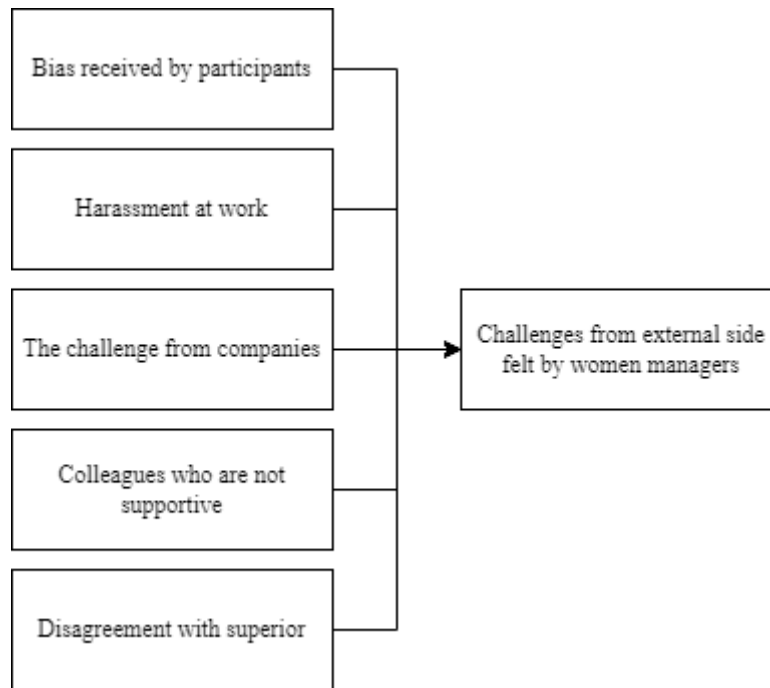 Bias received by participants
Harassment at work
The challenge from companies
Colleagues who are not
supportive
Disagreement with superior
Challenges from external side
felt by women managers